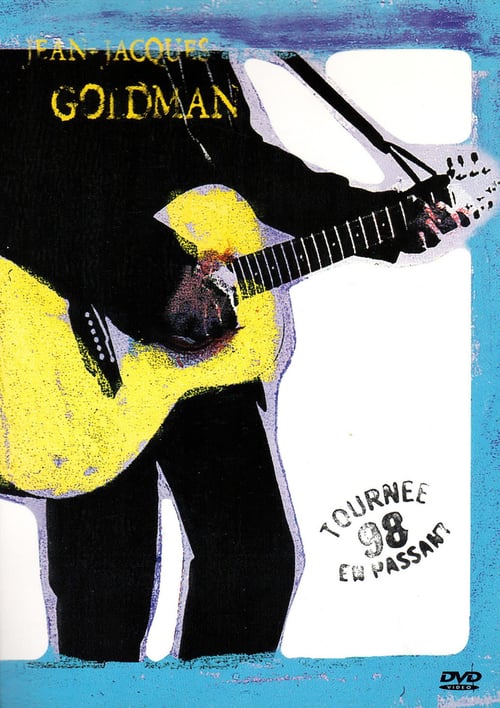 JEAN-JACQUES
GOLDMAN
TOURNEE
98
EN PASSANT
DVD
VIDEO